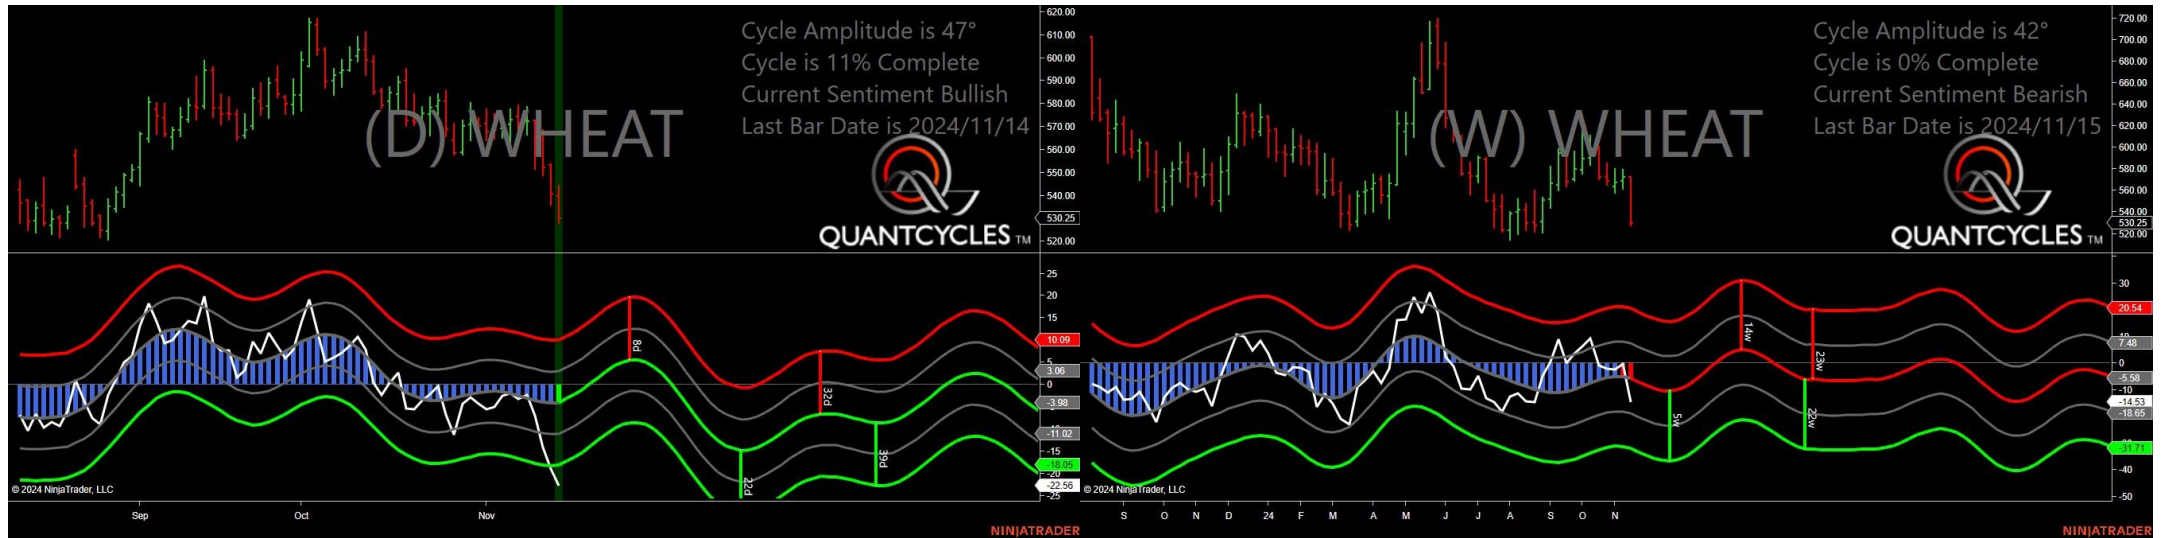 Cycle Amplitude is 47°
Cycle is 11% Complete
Current Sentiment Bullish
Last Bar Date is 2024/11/14
(D) WHEAT
QUANTCYCLES TM
620.00
610.00
600.00
590.00
580.00
570.00
560.00
550.00
540.00
530.25
520.00
25
20
15
10.09
5
3.06
0
-3.98
-11.02
-15
-18.05
-20
-22.56
-25
8d
22d
32d
39d
© 2024 NinjaTrader, LLC
Sep Oct Nov
NINJATRADER
Cycle Amplitude is 42°
Cycle is 0% Complete
Current Sentiment Bearish
Last Bar Date is 2024/11/15
(W) WHEAT
QUANTCYCLES TM
720.00
700.00
680.00
660.00
640.00
620.00
600.00
580.00
560.00
540.00
530.25
520.00
30
20.54
10
7.48
0
-5.58
-10
-14.53
-18.65
-31.71
-40
-50
5w
14w
22w
23w
© 2024 NinjaTrader, LLC
S O N D 24 F M A M J J A S O N
NINJATRADER